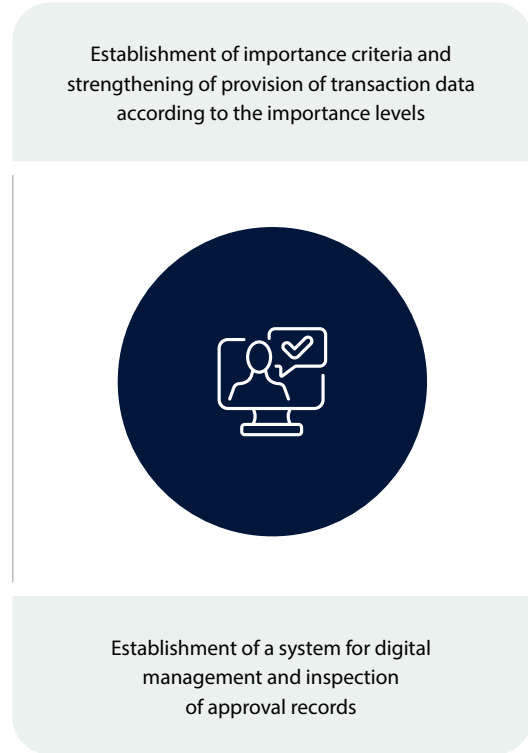 Establishment of importance criteria and
strengthening of provision of transaction data
according to the importance levels
Establishment of a system for digital
management and inspection
of approval records